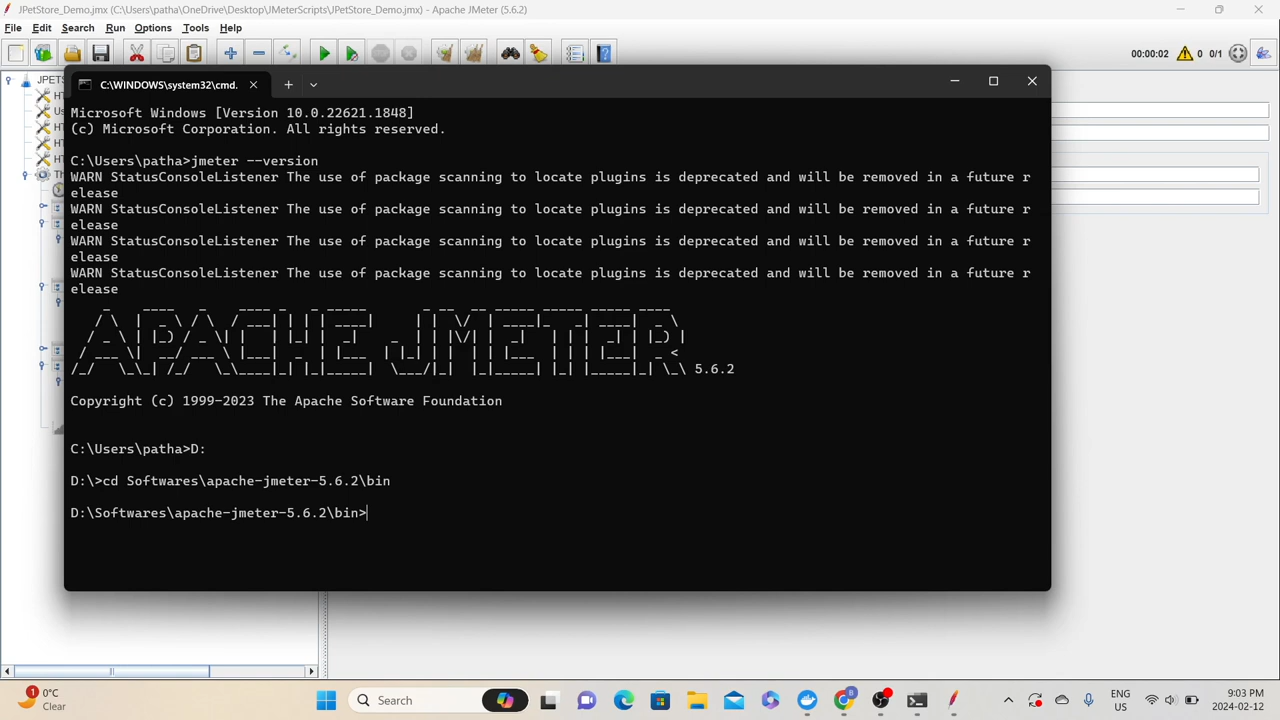 JPetStore_Demo.jmx (C:\Users\patha\OneDrive\Desktop\JMeterScripts\JPetStore_Demo.jmx) - Apache JMeter (5.6.2)
File Edit Search Run Options Tools Help
00:00:02 0 0/1
JPETS
C:\WINDOWS\system32\cmd.
Microsoft Windows [Version 10.0.22621.1848]
(c) Microsoft Corporation. All rights reserved.
C:\Users\patha>jmeter --version
WARN StatusConsoleListener The use of package scanning to locate plugins is deprecated and will be removed in a future r
elease
WARN StatusConsoleListener The use of package scanning to locate plugins is deprecated and will be removed in a future r
elease
WARN StatusConsoleListener The use of package scanning to locate plugins is deprecated and will be removed in a future r
elease
WARN StatusConsoleListener The use of package scanning to locate plugins is deprecated and will be removed in a future r
elease
APACHE JMETER 5.6.2
Copyright (c) 1999-2023 The Apache Software Foundation
C:\Users\patha>D:
D:\>cd Softwares\apache-jmeter-5.6.2\bin
D:\Softwares\apache-jmeter-5.6.2\bin>
1 0°C
Clear
Search
8
ENG
US
9:03 PM
2024-02-12